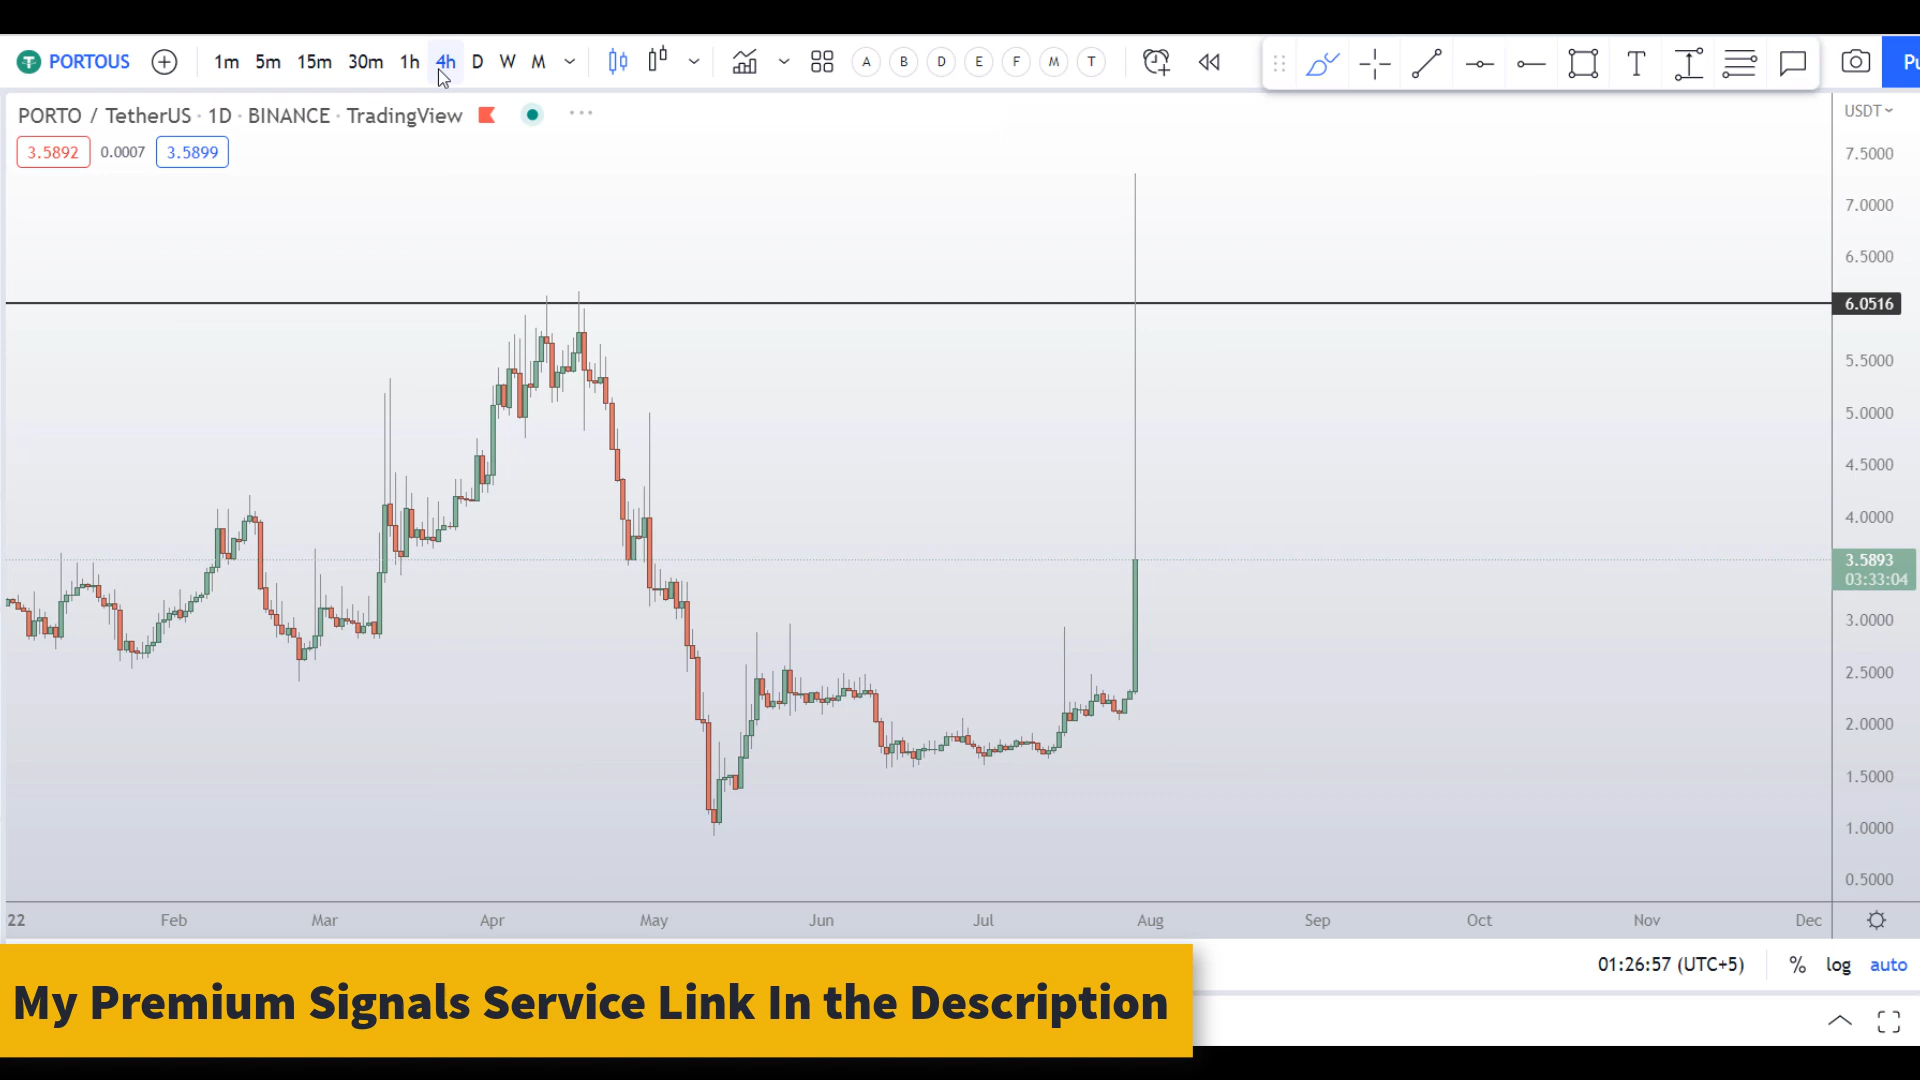 PORTOUS 1m 5m 15m 30m 1h 4h D W M A B D E F M T Pu
PORTO / TetherUS · 1D · BINANCE · TradingView
3.5892 0.0007 3.5899
USDT
7.5000
7.0000
6.5000
6.0516
5.5000
5.0000
4.5000
4.0000
3.5893
03:33:04
3.0000
2.5000
2.0000
1.5000
1.0000
0.5000
22 Feb Mar Apr May Jun Jul Aug Sep Oct Nov Dec
01:26:57 (UTC+5) % log auto
My Premium Signals Service Link In the Description